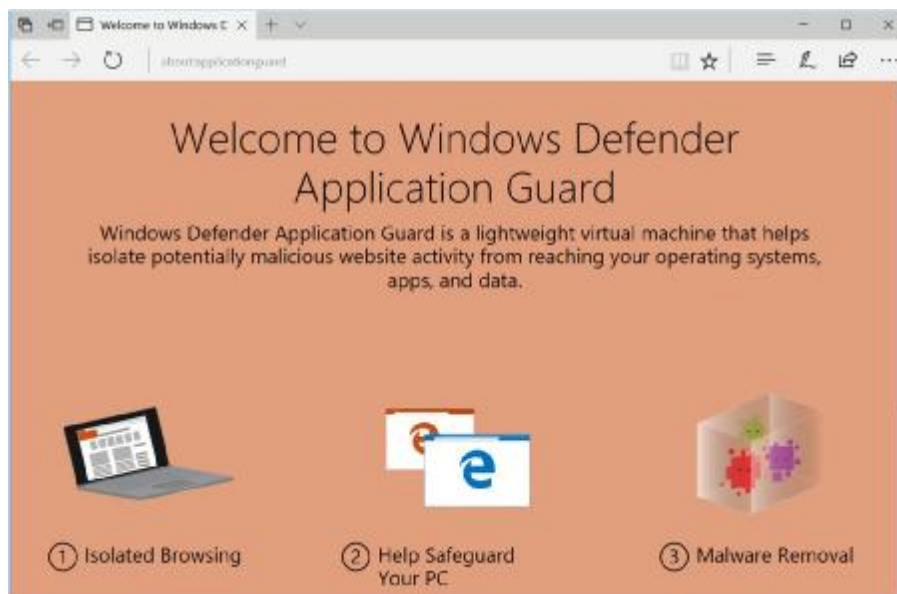 Welcome to Windows D
about:applicationguard
Welcome to Windows Defender
Application Guard
Windows Defender Application Guard is a lightweight virtual machine that helps
isolate potentially malicious website activity from reaching your operating systems,
apps, and data.
1 Isolated Browsing
2 Help Safeguard
Your PC
3 Malware Removal